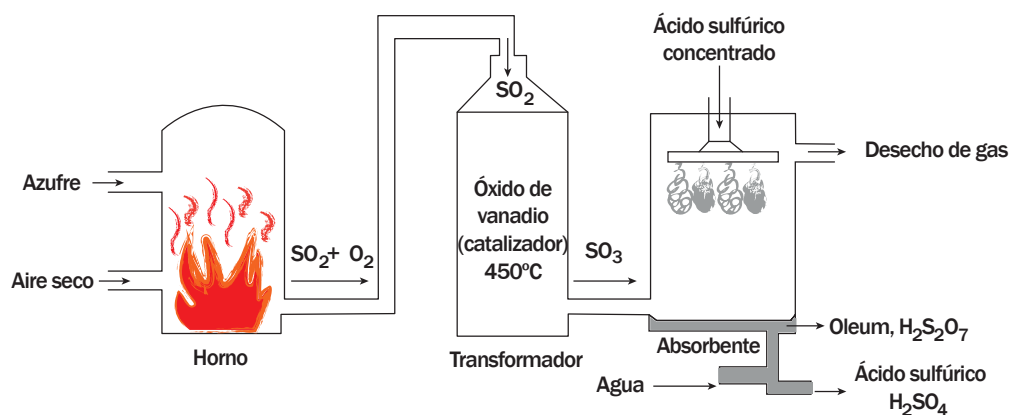 Ácido sulfúrico
concentrado
SO₂
Desecho de gas
Azufre
Óxido de
vanadio
(catalizador)
450ºC
SO₂+ O₂
SO₃
Aire seco
Oleum, H₂S₂O₇
Horno
Transformador
Absorbente
Agua
Ácido sulfúrico
H₂SO₄